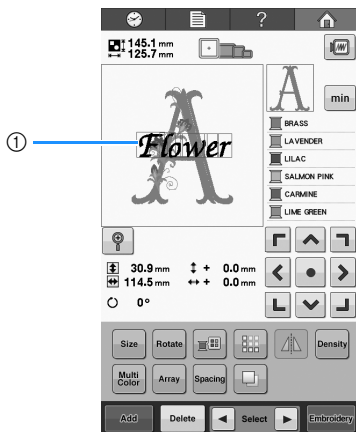 ?
145.1 mm
125.7 mm
A
Flower
A
min
BRASS
LAVENDER
LILAC
SALMON PINK
CARMINE
LIME GREEN
①
30.9 mm + 0.0 mm
114.5 mm + 0.0 mm
0°
Size Rotate Density
Multi Color Array Spacing
Add Delete Select Embroidery